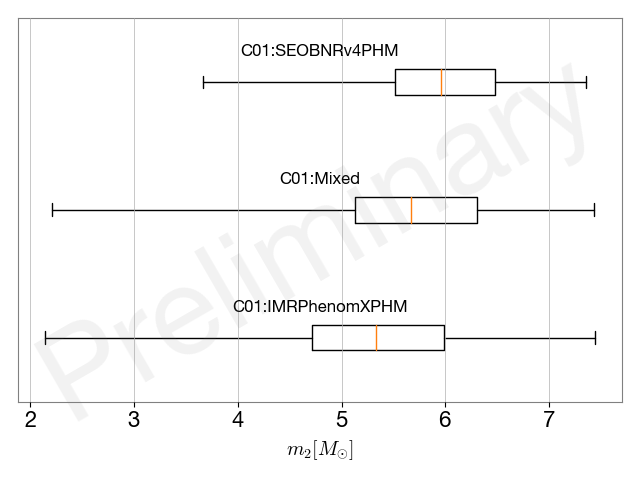 C01:SEOBNRv4PHM
C01:Mixed
C01:IMRPhenomXPHM
Preliminary
2 3 4 5 6 7
m₂[M⊙]